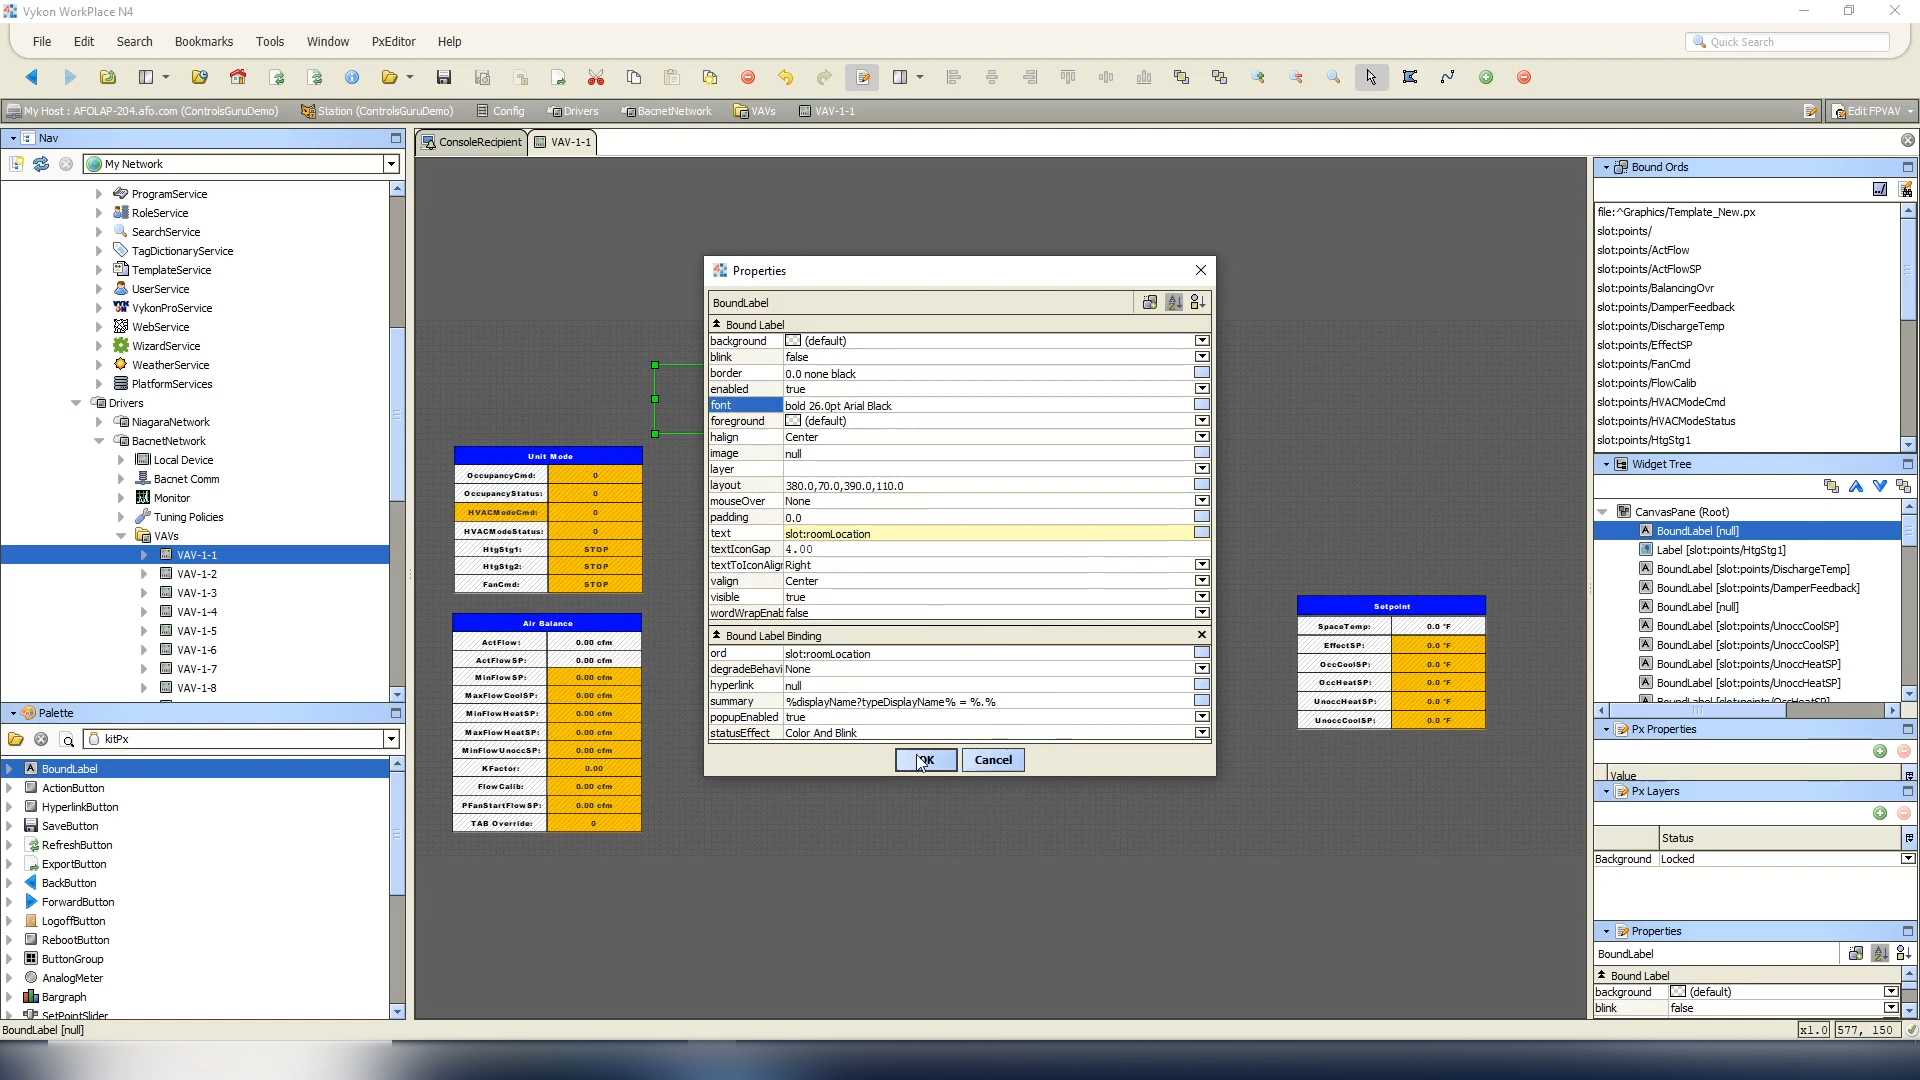 Vykon WorkPlace N4
File Edit Search Bookmarks Tools Window PxEditor Help
Quick Search
My Host : AFOLAP-204.afo.com (ControlsGuruDemo) Station (ControlsGuruDemo) Config Drivers BacnetNetwork VAVs VAV-1-1 Edit FPVAV
Nav
My Network
ProgramService
RoleService
SearchService
TagDictionaryService
TemplateService
UserService
VykonProService
WebService
WizardService
WeatherService
PlatformServices
Drivers
NiagaraNetwork
BacnetNetwork
Local Device
Bacnet Comm
Monitor
Tuning Policies
VAVs
VAV-1-1
VAV-1-2
VAV-1-3
VAV-1-4
VAV-1-5
VAV-1-6
VAV-1-7
VAV-1-8
Palette
kitPx
BoundLabel
ActionButton
HyperlinkButton
SaveButton
RefreshButton
ExportButton
BackButton
ForwardButton
LogoffButton
RebootButton
ButtonGroup
AnalogMeter
Bargraph
SetPointSlider
BoundLabel [null]
ConsoleRecipient VAV-1-1
Unit Mode
OccupancyCmd: 0
OccupancyStatus: 0
HVACModeCmd: 0
HVACModeStatus: 0
HtgStg1: STOP
HtgStg2: STOP
FanCmd: STOP
Air Balance
ActFlow: 0.00 cfm
ActFlowSP: 0.00 cfm
MinFlowSP: 0.00 cfm
MaxFlowCoolSP: 0.00 cfm
MinFlowHeatSP: 0.00 cfm
MaxFlowHeatSP: 0.00 cfm
MinFlowUnoccSP: 0.00 cfm
KFactor: 0.00
FlowCalib: 0.00 cfm
PFanStartFlowSP: 0.00 cfm
TAB Override: 0
Properties
BoundLabel
Bound Label
background (default)
blink false
border 0.0 none black
enabled true
font bold 26.0pt Arial Black
foreground (default)
halign Center
image null
layer
layout 380.0,70.0,390.0,110.0
mouseOver None
padding 0.0
text slot:roomLocation
textIconGap 4.00
textToIconAlign Right
valign Center
visible true
wordWrapEnab false
Bound Label Binding
ord slot:roomLocation
degradeBehavi None
hyperlink null
summary %displayName?typeDisplayName% = %.%
popupEnabled true
statusEffect Color And Blink
OK Cancel
Setpoint
SpaceTemp: 0.0 °F
EffectSP: 0.0 °F
OccCoolSP: 0.0 °F
OccHeatSP: 0.0 °F
UnoccHeatSP: 0.0 °F
UnoccCoolSP: 0.0 °F
Bound Ords
file:^Graphics/Template_New.px
slot:points/
slot:points/ActFlow
slot:points/ActFlowSP
slot:points/BalancingOvr
slot:points/DamperFeedback
slot:points/DischargeTemp
slot:points/EffectSP
slot:points/FanCmd
slot:points/FlowCalib
slot:points/HVACModeCmd
slot:points/HVACModeStatus
slot:points/HtgStg1
Widget Tree
CanvasPane (Root)
BoundLabel [null]
Label [slot:points/HtgStg1]
BoundLabel [slot:points/DischargeTemp]
BoundLabel [slot:points/DamperFeedback]
BoundLabel [null]
BoundLabel [slot:points/UnoccCoolSP]
BoundLabel [slot:points/UnoccCoolSP]
BoundLabel [slot:points/UnoccHeatSP]
BoundLabel [slot:points/UnoccHeatSP]
BoundLabel [slot:points/OccHeatSP]
Px Properties
Value
Px Layers
Status
Background Locked
Properties
BoundLabel
Bound Label
background (default)
blink false
x1.0 577, 150